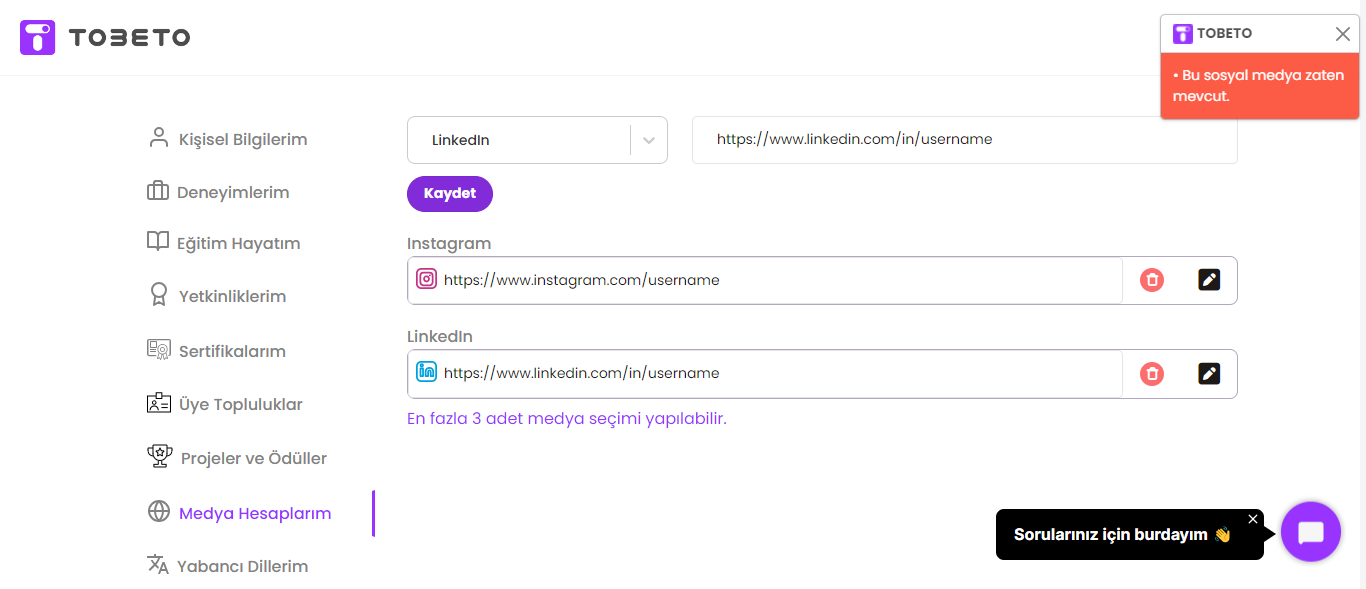 TOBETO
TOBETO
• Bu sosyal medya zaten
mevcut.
Kişisel Bilgilerim
Deneyimlerim
Eğitim Hayatım
Yetkinliklerim
Sertifikalarım
Üye Topluluklar
Projeler ve Ödüller
Medya Hesaplarım
Yabancı Dillerim
LinkedIn
https://www.linkedin.com/in/username
Kaydet
Instagram
https://www.instagram.com/username
LinkedIn
https://www.linkedin.com/in/username
En fazla 3 adet medya seçimi yapılabilir.
Sorularınız için burdayım 👋